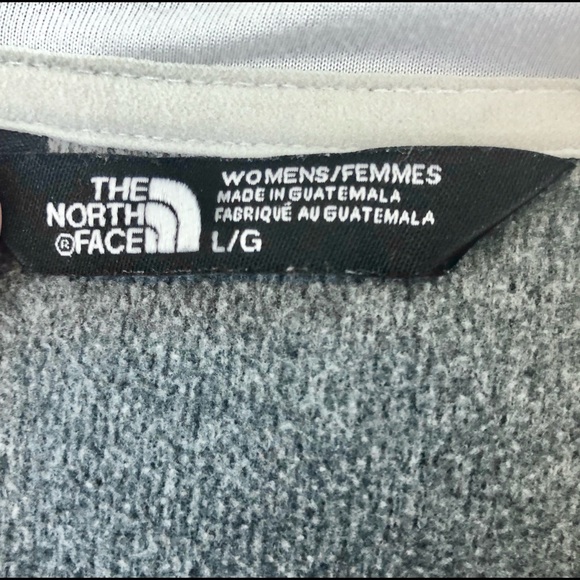 THE
NORTH
®FACE
WOMENS/FEMMES
MADE IN GUATEMALA
FABRIQUÉ AU GUATEMALA
L/G